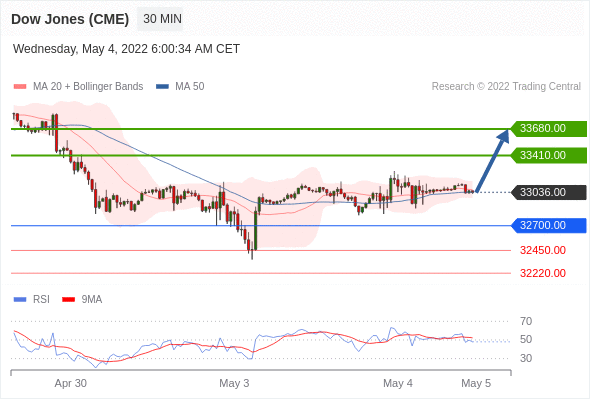 Dow Jones (CME) 30 MIN
Wednesday, May 4, 2022 6:00:34 AM CET
MA 20 + Bollinger Bands MA 50 Research © 2022 Trading Central
33680.00
33410.00
33036.00
32700.00
32450.00
32220.00
RSI 9MA
70
50
30
Apr 30 May 3 May 4 May 5